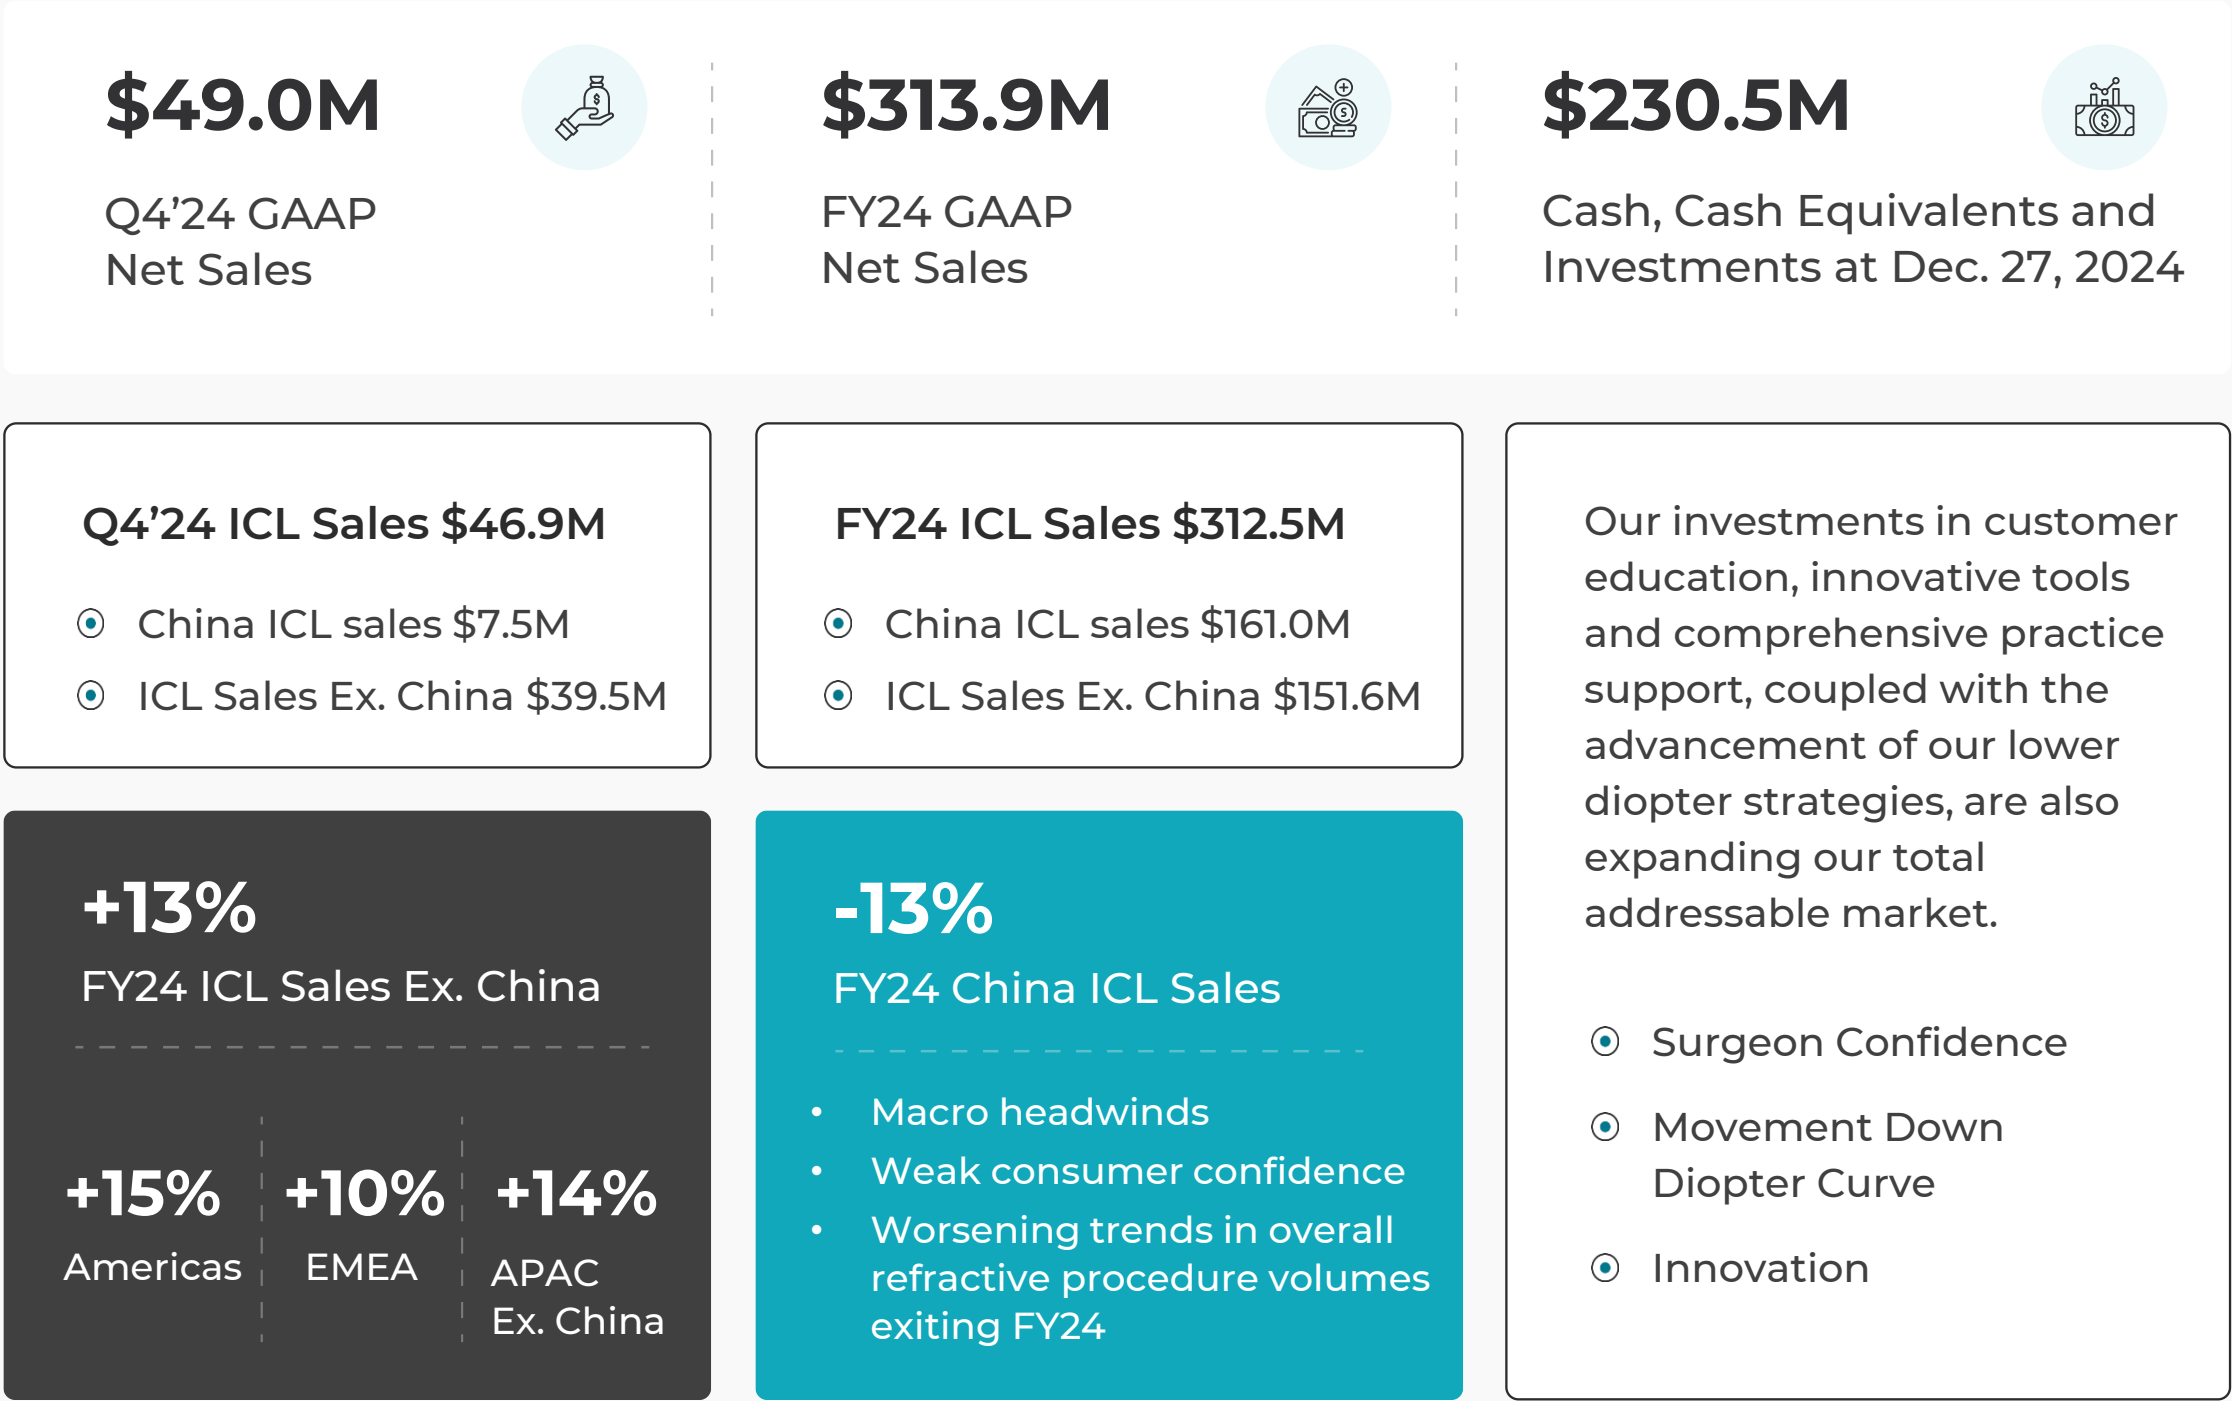 $49.0M
Q4’24 GAAP
Net Sales
$313.9M
FY24 GAAP
Net Sales
$230.5M
Cash, Cash Equivalents and
Investments at Dec. 27, 2024
Q4’24 ICL Sales $46.9M
China ICL sales $7.5M
ICL Sales Ex. China $39.5M
FY24 ICL Sales $312.5M
China ICL sales $161.0M
ICL Sales Ex. China $151.6M
+13%
FY24 ICL Sales Ex. China
+15%
Americas
+10%
EMEA
+14%
APAC
Ex. China
-13%
FY24 China ICL Sales
• Macro headwinds
• Weak consumer confidence
• Worsening trends in overall
refractive procedure volumes
exiting FY24
Our investments in customer
education, innovative tools
and comprehensive practice
support, coupled with the
advancement of our lower
diopter strategies, are also
expanding our total
addressable market.
Surgeon Confidence
Movement Down
Diopter Curve
Innovation